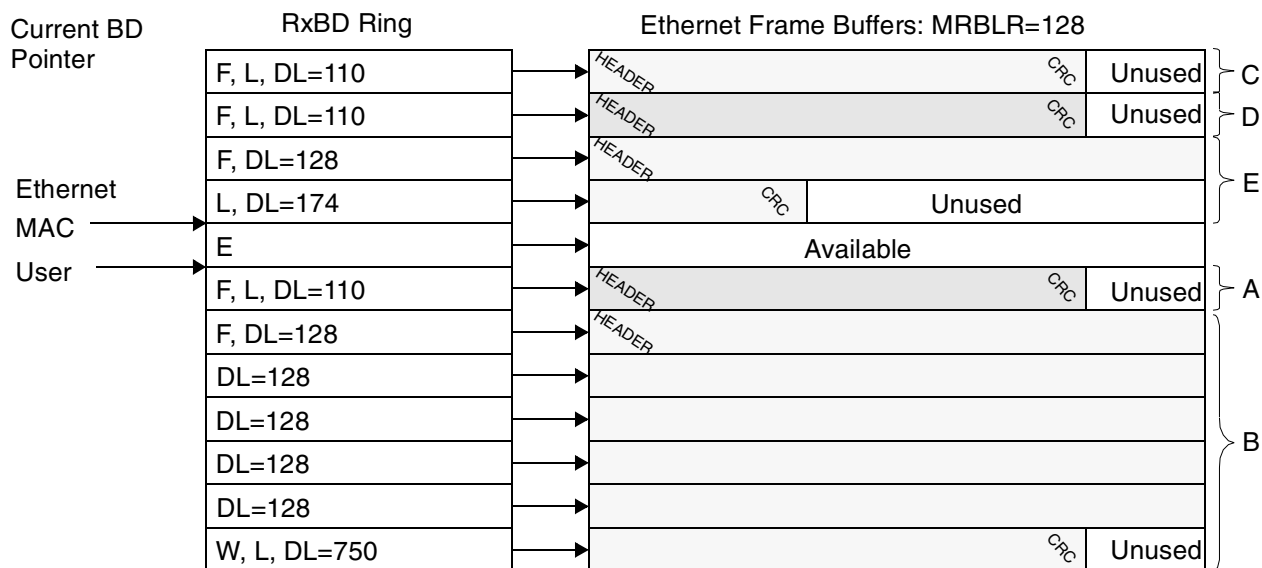 Current BD
Pointer
RxBD Ring
Ethernet Frame Buffers: MRBLR=128
F, L, DL=110
HEADER
CRC
Unused
C
F, L, DL=110
HEADER
CRC
Unused
D
F, DL=128
HEADER
E
Ethernet
MAC
L, DL=174
CRC
Unused
E
Available
User
F, L, DL=110
HEADER
CRC
Unused
A
F, DL=128
HEADER
DL=128
DL=128
B
DL=128
DL=128
W, L, DL=750
CRC
Unused